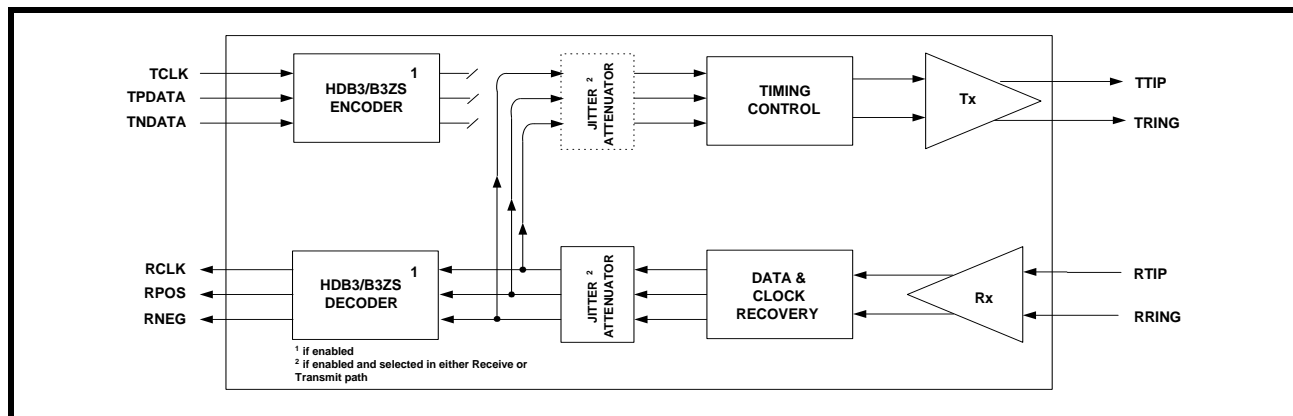 TCLK
TPDATA
TNDATA
HDB3/B3ZS 1
ENCODER
JITTER 2
ATTENUATOR
TIMING
CONTROL
Tx
TTIP
TRING
RCLK
RPOS
RNEG
HDB3/B3ZS 1
DECODER
JITTER 2
ATTENUATOR
DATA &
CLOCK
RECOVERY
Rx
RTIP
RRING
1 if enabled
2 if enabled and selected in either Receive or
Transmit path